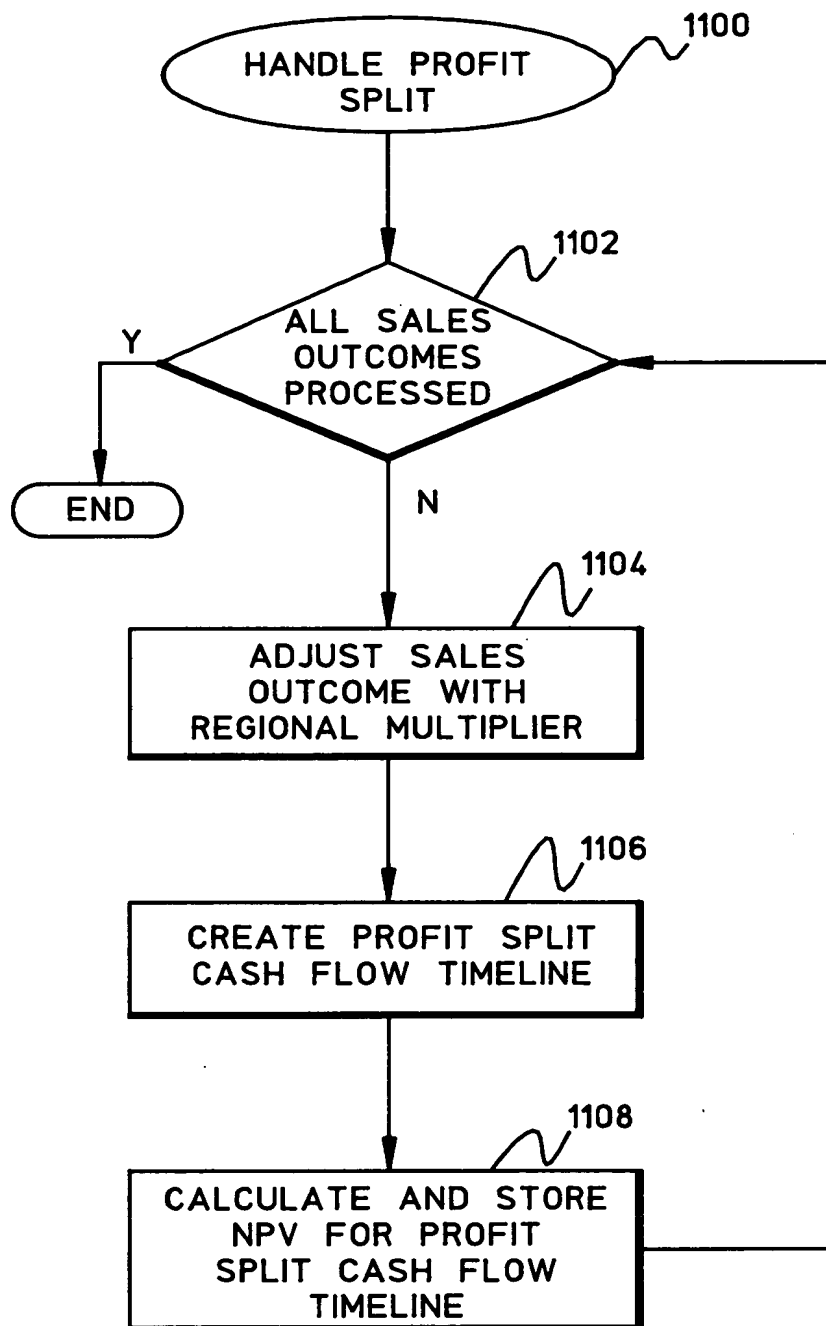 1100
HANDLE PROFIT
SPLIT
1102
ALL SALES
OUTCOMES
PROCESSED
Y
END
N
1104
ADJUST SALES
OUTCOME WITH
REGIONAL MULTIPLIER
1106
CREATE PROFIT SPLIT
CASH FLOW TIMELINE
1108
CALCULATE AND STORE
NPV FOR PROFIT
SPLIT CASH FLOW
TIMELINE